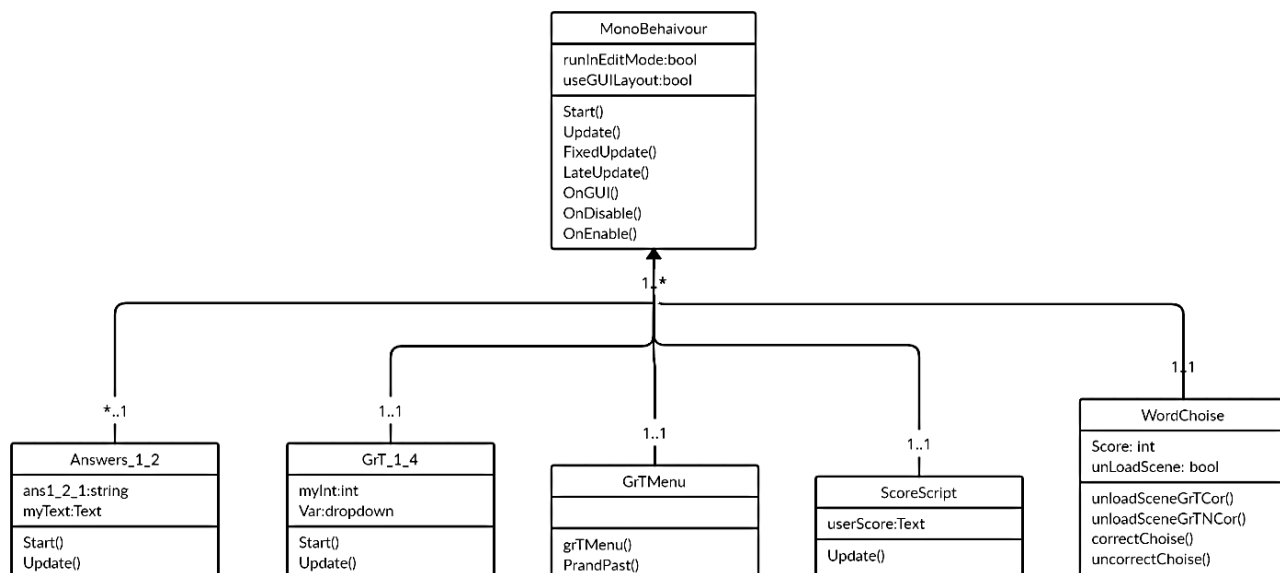 MonoBehaivour
runInEditMode:bool
useGUILayout:bool
Start()
Update()
FixedUpdate()
LateUpdate()
OnGUI()
OnDisable()
OnEnable()
1..*
*..1
1..1
1..1
1..1
1..1
Answers_1_2
ans1_2_1:string
myText:Text
Start()
Update()
GrT_1_4
myInt:int
Var:dropdown
Start()
Update()
GrTMenu
grTMenu()
PrandPast()
ScoreScript
userScore:Text
Update()
WordChoise
Score: int
unLoadScene: bool
unloadSceneGrTCor()
unloadSceneGrTNCor()
correctChoise()
uncorrectChoise()